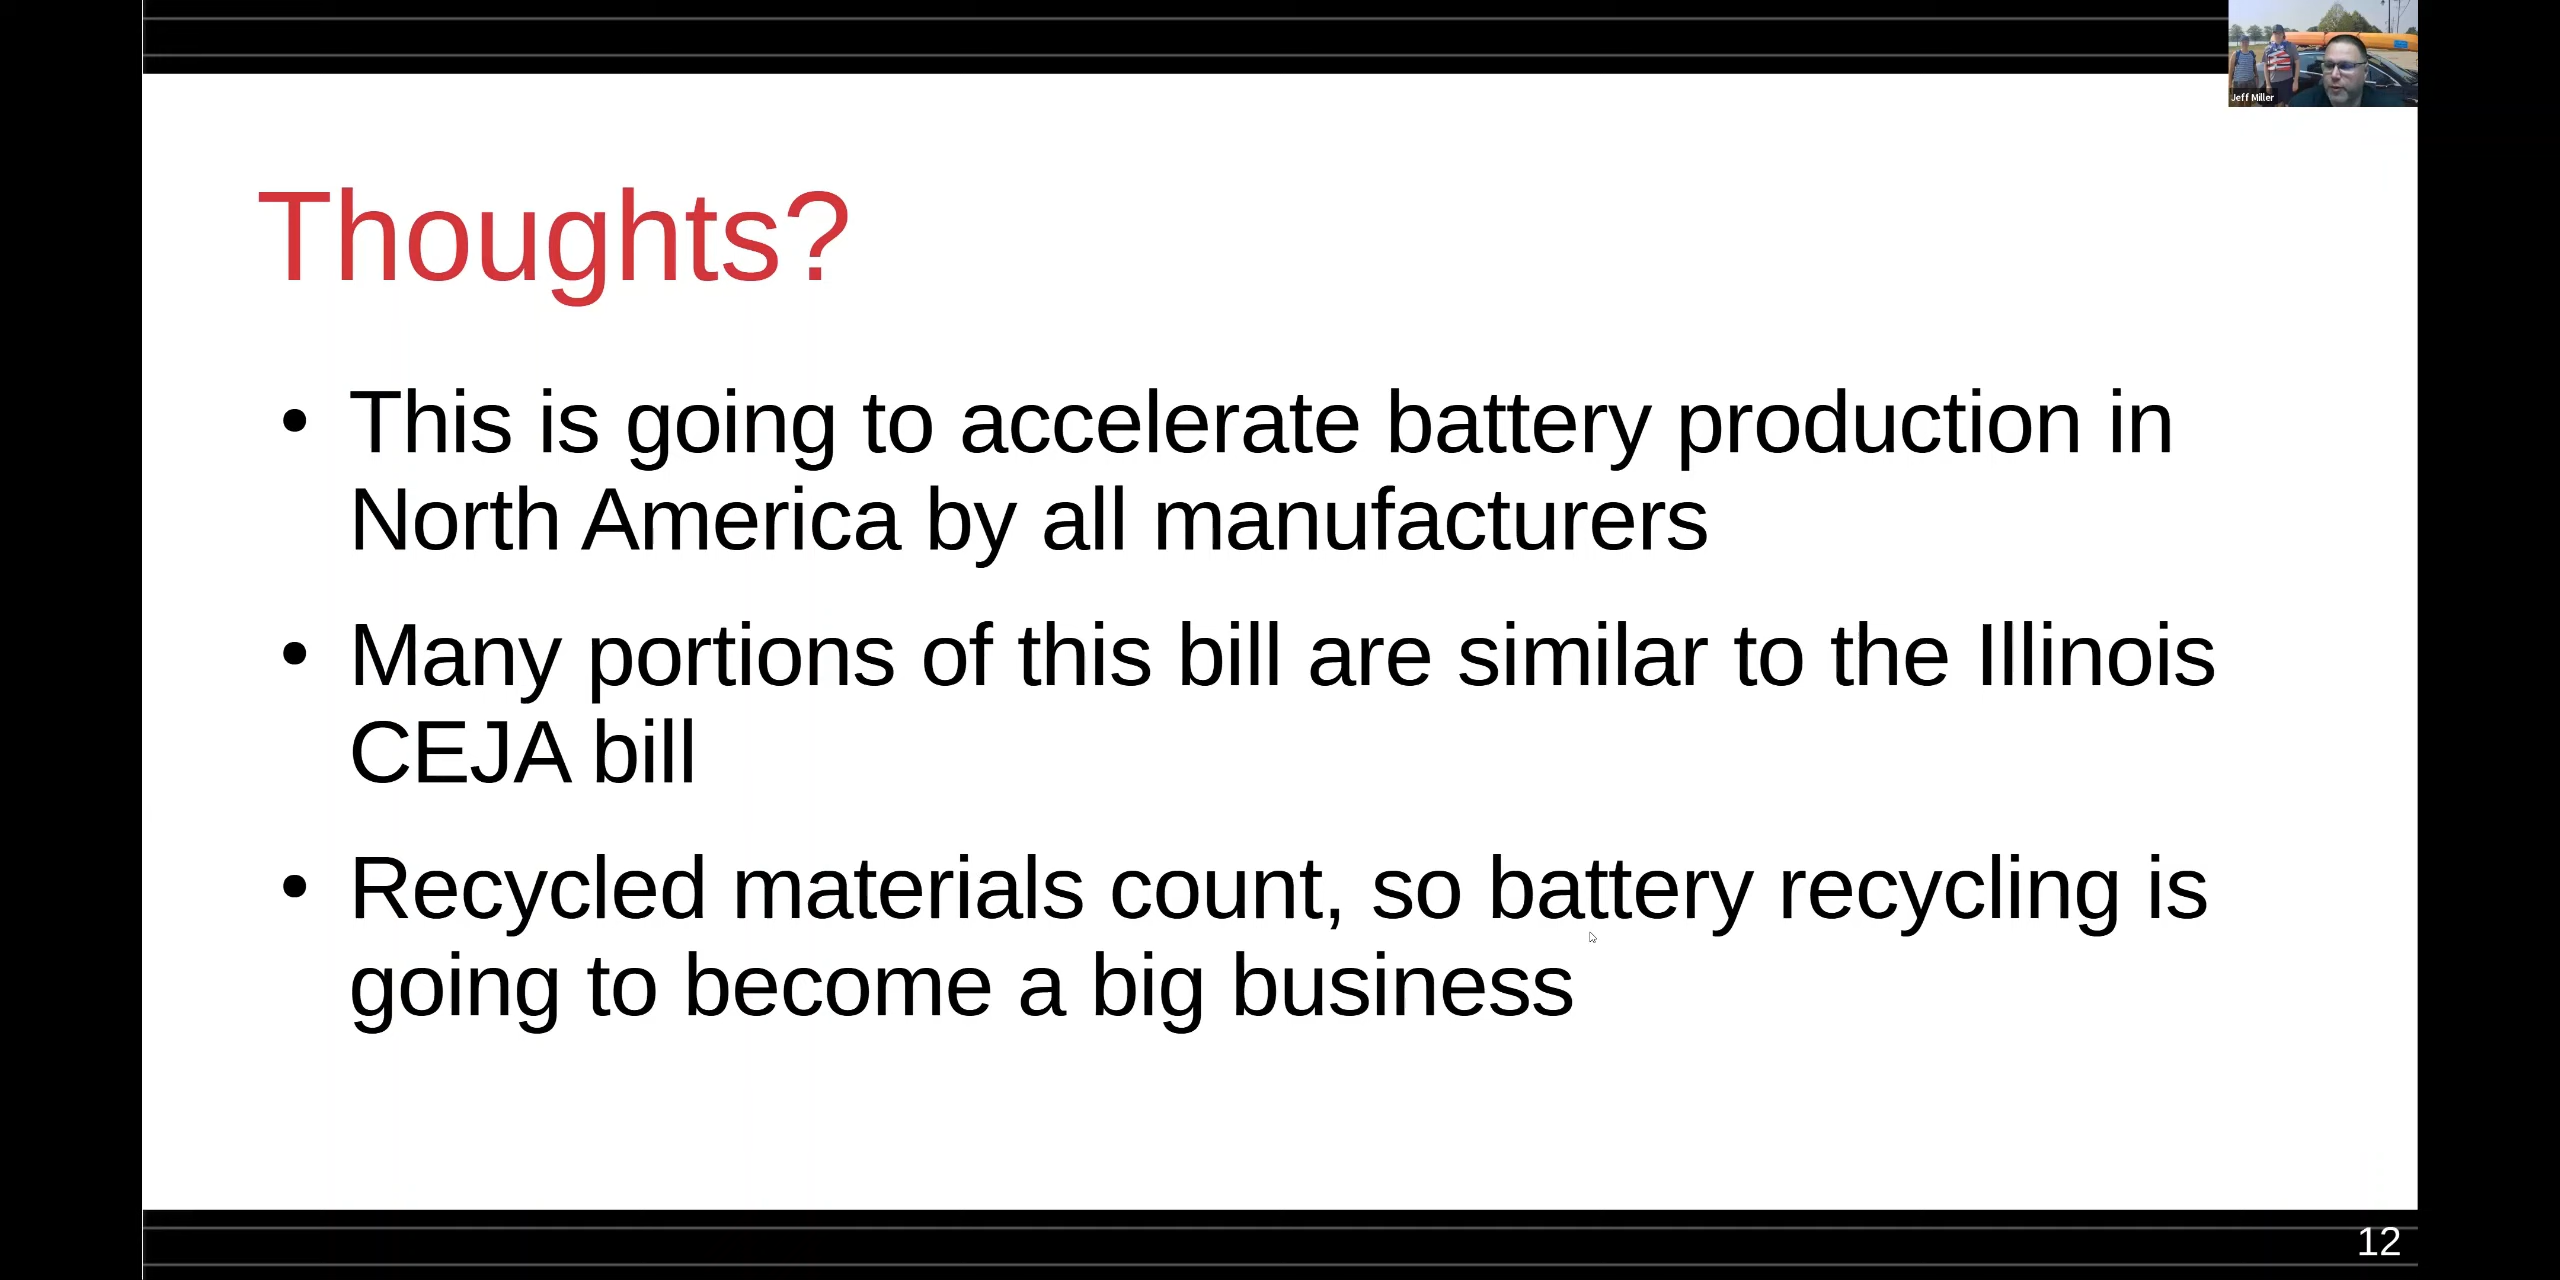 Jeff Miller
Thoughts?
• This is going to accelerate battery production in
North America by all manufacturers
• Many portions of this bill are similar to the Illinois
CEJA bill
• Recycled materials count, so battery recycling is
going to become a big business
12